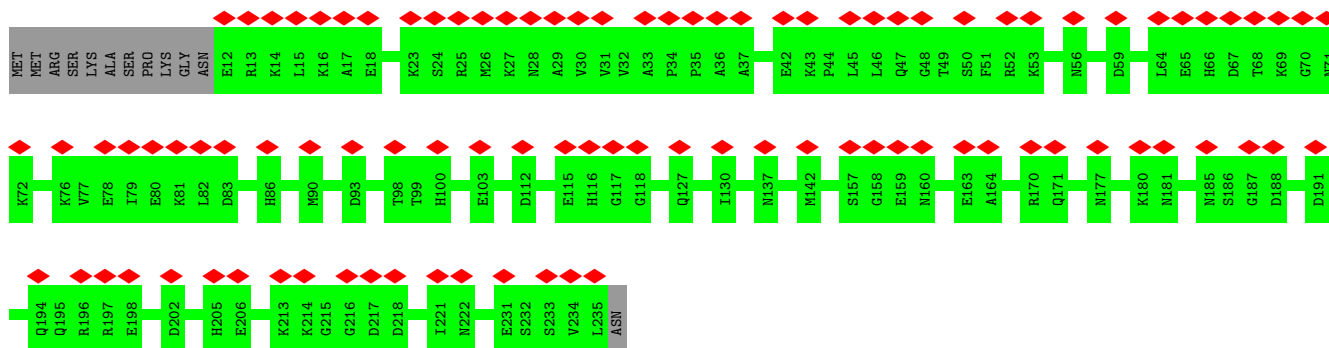 MET MET ARG SER LYS ALA SER PRO LYS GLY ASN E12 R13 K14 L15 K16 A17 E18 K23 S24 R25 M26 K27 N28 A29 V30 V31 V32 A33 P34 P35 A36 A37 E42 K43 P44 L45 L46 Q47 G48 T49 S50 F51 R52 K53 N56 D59 L64 E65 H66 D67 T68 K69 G70 N71
K72 K76 V77 E78 I79 E80 K81 L82 D83 H86 M90 D93 T98 T99 H100 E103 D112 E115 H116 G117 G118 Q127 I130 N137 M142 S157 G158 E159 N160 E163 A164 R170 Q171 N177 K180 N181 N185 S186 G187 D188 D191
Q194 Q195 R196 R197 E198 D202 H205 E206 K213 K214 G215 G216 D217 D218 I221 N222 E231 S232 S233 V234 L235 ASN